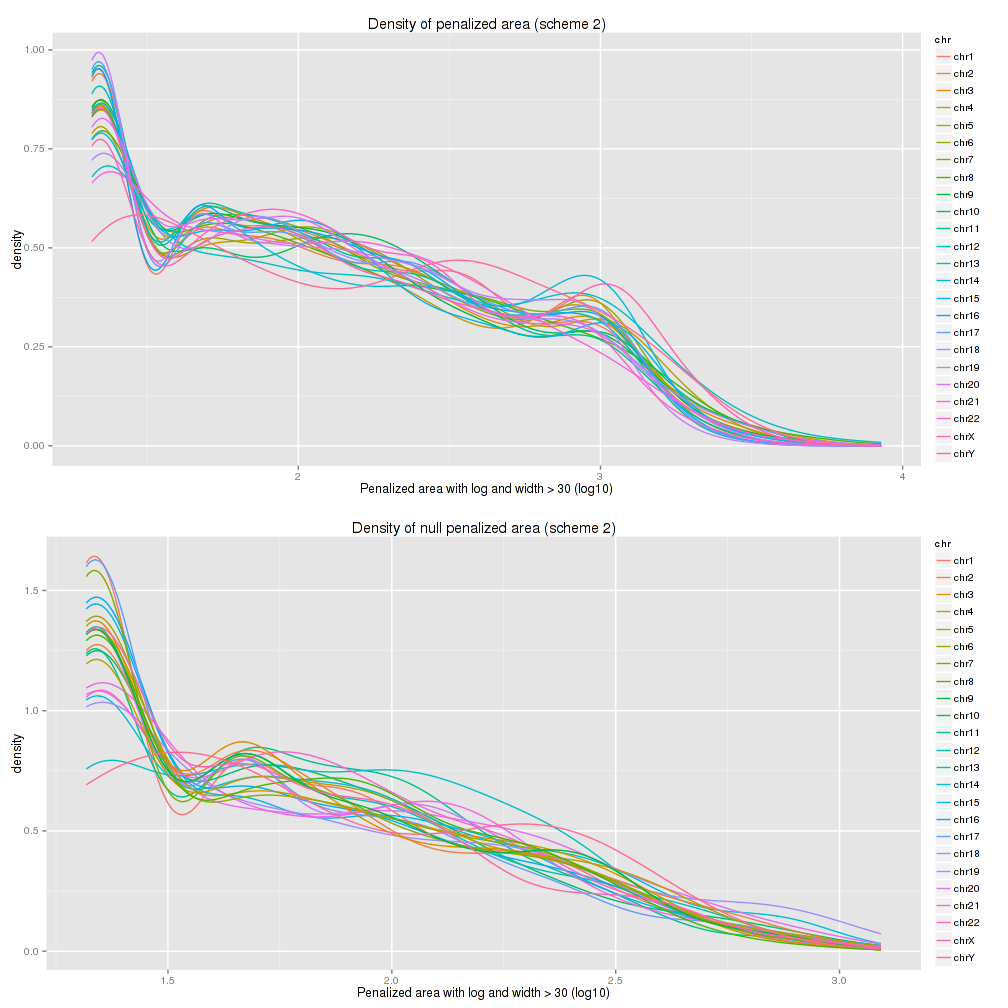 Density of penalized area (scheme 2)
1.00
0.75
0.50
0.25
0.00
density
2
3
4
Penalized area with log and width > 30 (log10)
chr
chr1
chr2
chr3
chr4
chr5
chr6
chr7
chr8
chr9
chr10
chr11
chr12
chr13
chr14
chr15
chr16
chr17
chr18
chr19
chr20
chr21
chr22
chrX
chrY
Density of null penalized area (scheme 2)
1.5
1.0
0.5
0.0
density
1.5
2.0
2.5
3.0
Penalized area with log and width > 30 (log10)
chr
chr1
chr2
chr3
chr4
chr5
chr6
chr7
chr8
chr9
chr10
chr11
chr12
chr13
chr14
chr15
chr16
chr17
chr18
chr19
chr20
chr21
chr22
chrX
chrY